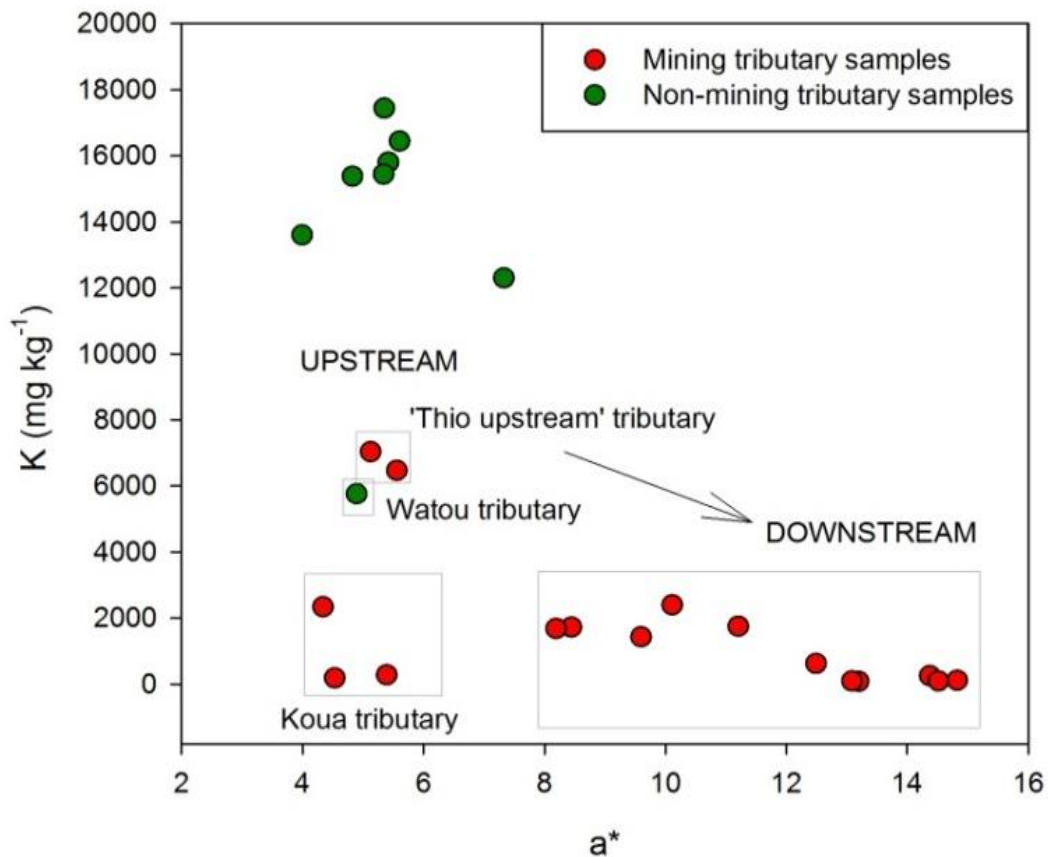 20000
18000
16000
14000
12000
10000
8000
6000
4000
2000
0
K (mg kg⁻¹)
Mining tributary samples
Non-mining tributary samples
UPSTREAM
'Thio upstream' tributary
Watou tributary
DOWNSTREAM
Koua tributary
2 4 6 8 10 12 14 16
a*